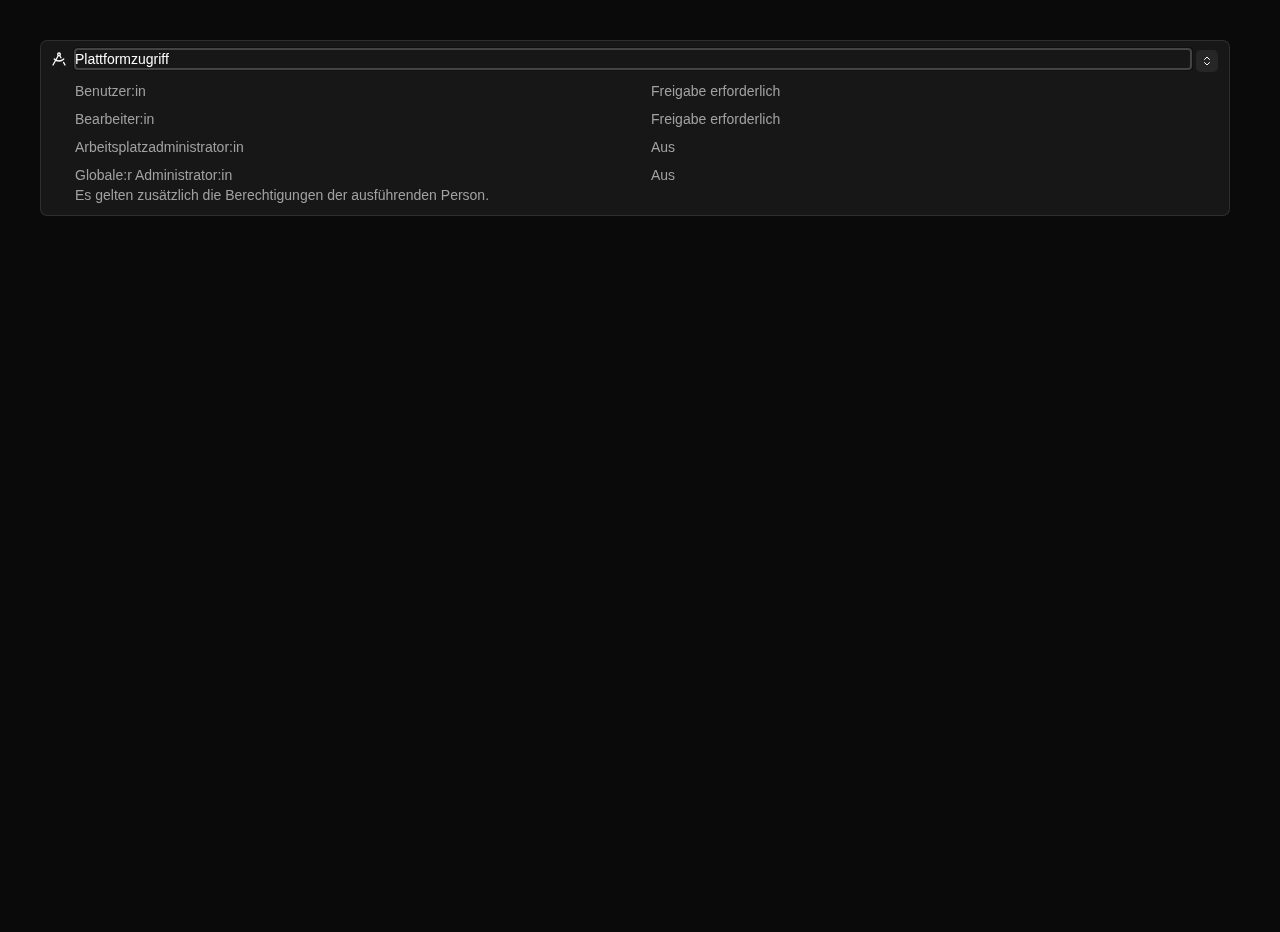 Plattformzugriff
Benutzer:in Freigabe erforderlich
Bearbeiter:in Freigabe erforderlich
Arbeitsplatzadministrator:in Aus
Globale:r Administrator:in Aus
Es gelten zusätzlich die Berechtigungen der ausführenden Person.